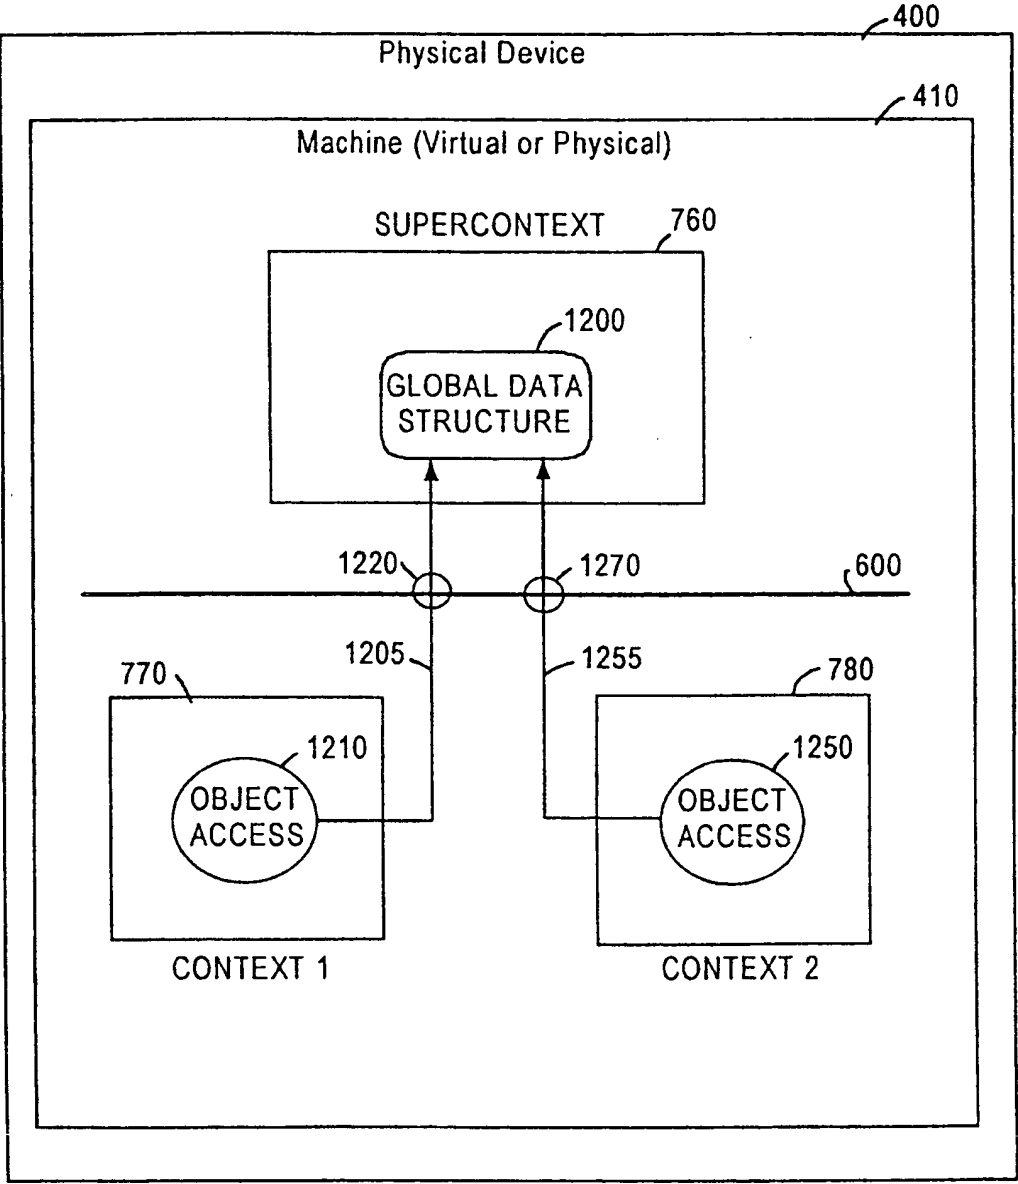 400
Physical Device
410
Machine (Virtual or Physical)
SUPERCONTEXT
760
1200
GLOBAL DATA
STRUCTURE
1220
1270
600
1205
1255
770
780
1210
1250
OBJECT
ACCESS
OBJECT
ACCESS
CONTEXT 1
CONTEXT 2